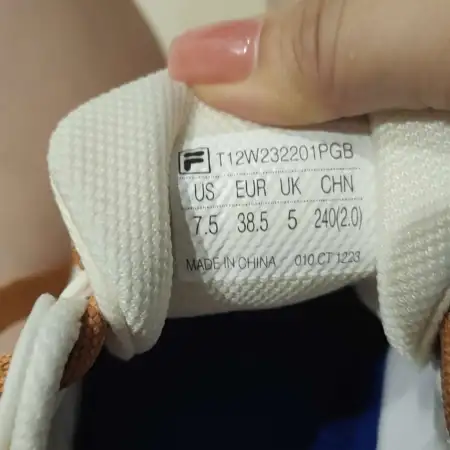 F T12W232201PGB
US EUR UK CHN
7.5 38.5 5 240(2.0)
MADE IN CHINA 010 CT 1223